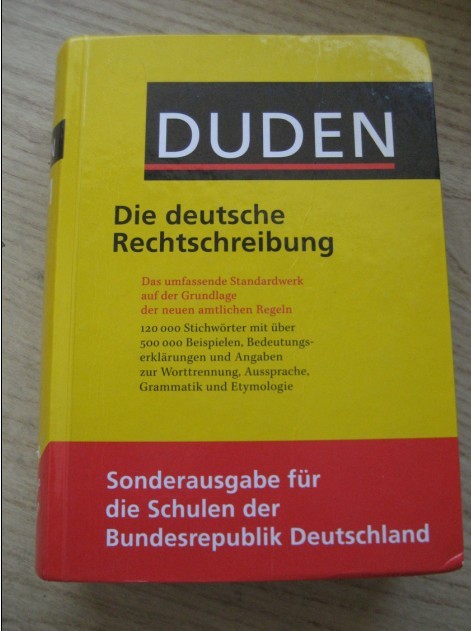 DUDEN
Die deutsche
Rechtschreibung
Das umfassende Standardwerk
auf der Grundlage
der neuen amtlichen Regeln
120 000 Stichwörter mit über
500 000 Beispielen, Bedeutungs-
erklärungen und Angaben
zur Worttrennung, Aussprache,
Grammatik und Etymologie
Sonderausgabe für
die Schulen der
Bundesrepublik Deutschland